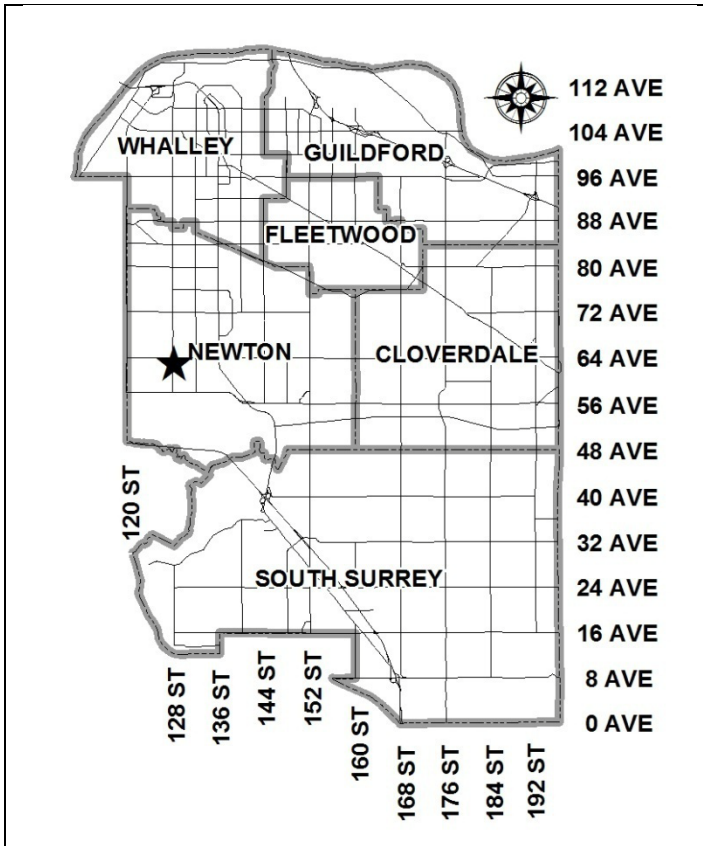 112 AVE
104 AVE
WHALLEY
GUILDFORD
96 AVE
88 AVE
FLEETWOOD
80 AVE
72 AVE
NEWTON
CLOVERDALE
64 AVE
56 AVE
48 AVE
120 ST
40 AVE
32 AVE
SOUTH SURREY
24 AVE
16 AVE
8 AVE
0 AVE
128 ST
136 ST
144 ST
152 ST
160 ST
168 ST
176 ST
184 ST
192 ST